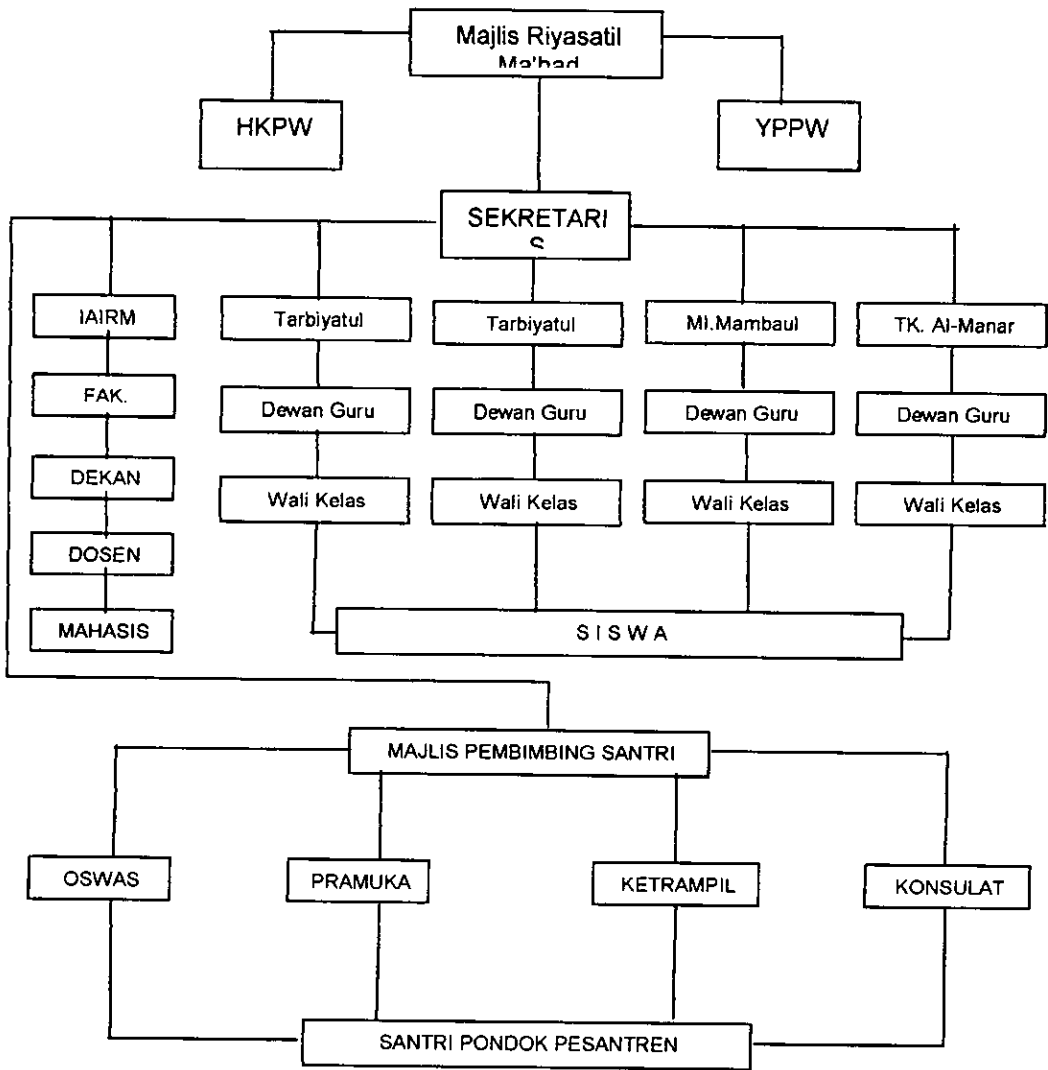 Majlis Riyasatil
Ma'had
HKPW
YPPW
SEKRETARI
S
IAIRM
Tarbiyatul
Tarbiyatul
MI.Mambaul
TK. Al-Manar
FAK.
Dewan Guru
Dewan Guru
Dewan Guru
Dewan Guru
DEKAN
Wali Kelas
Wali Kelas
Wali Kelas
Wali Kelas
DOSEN
MAHASIS
S I S W A
MAJLIS PEMBIMBING SANTRI
OSWAS
PRAMUKA
KETRAMPIL
KONSULAT
SANTRI PONDOK PESANTREN